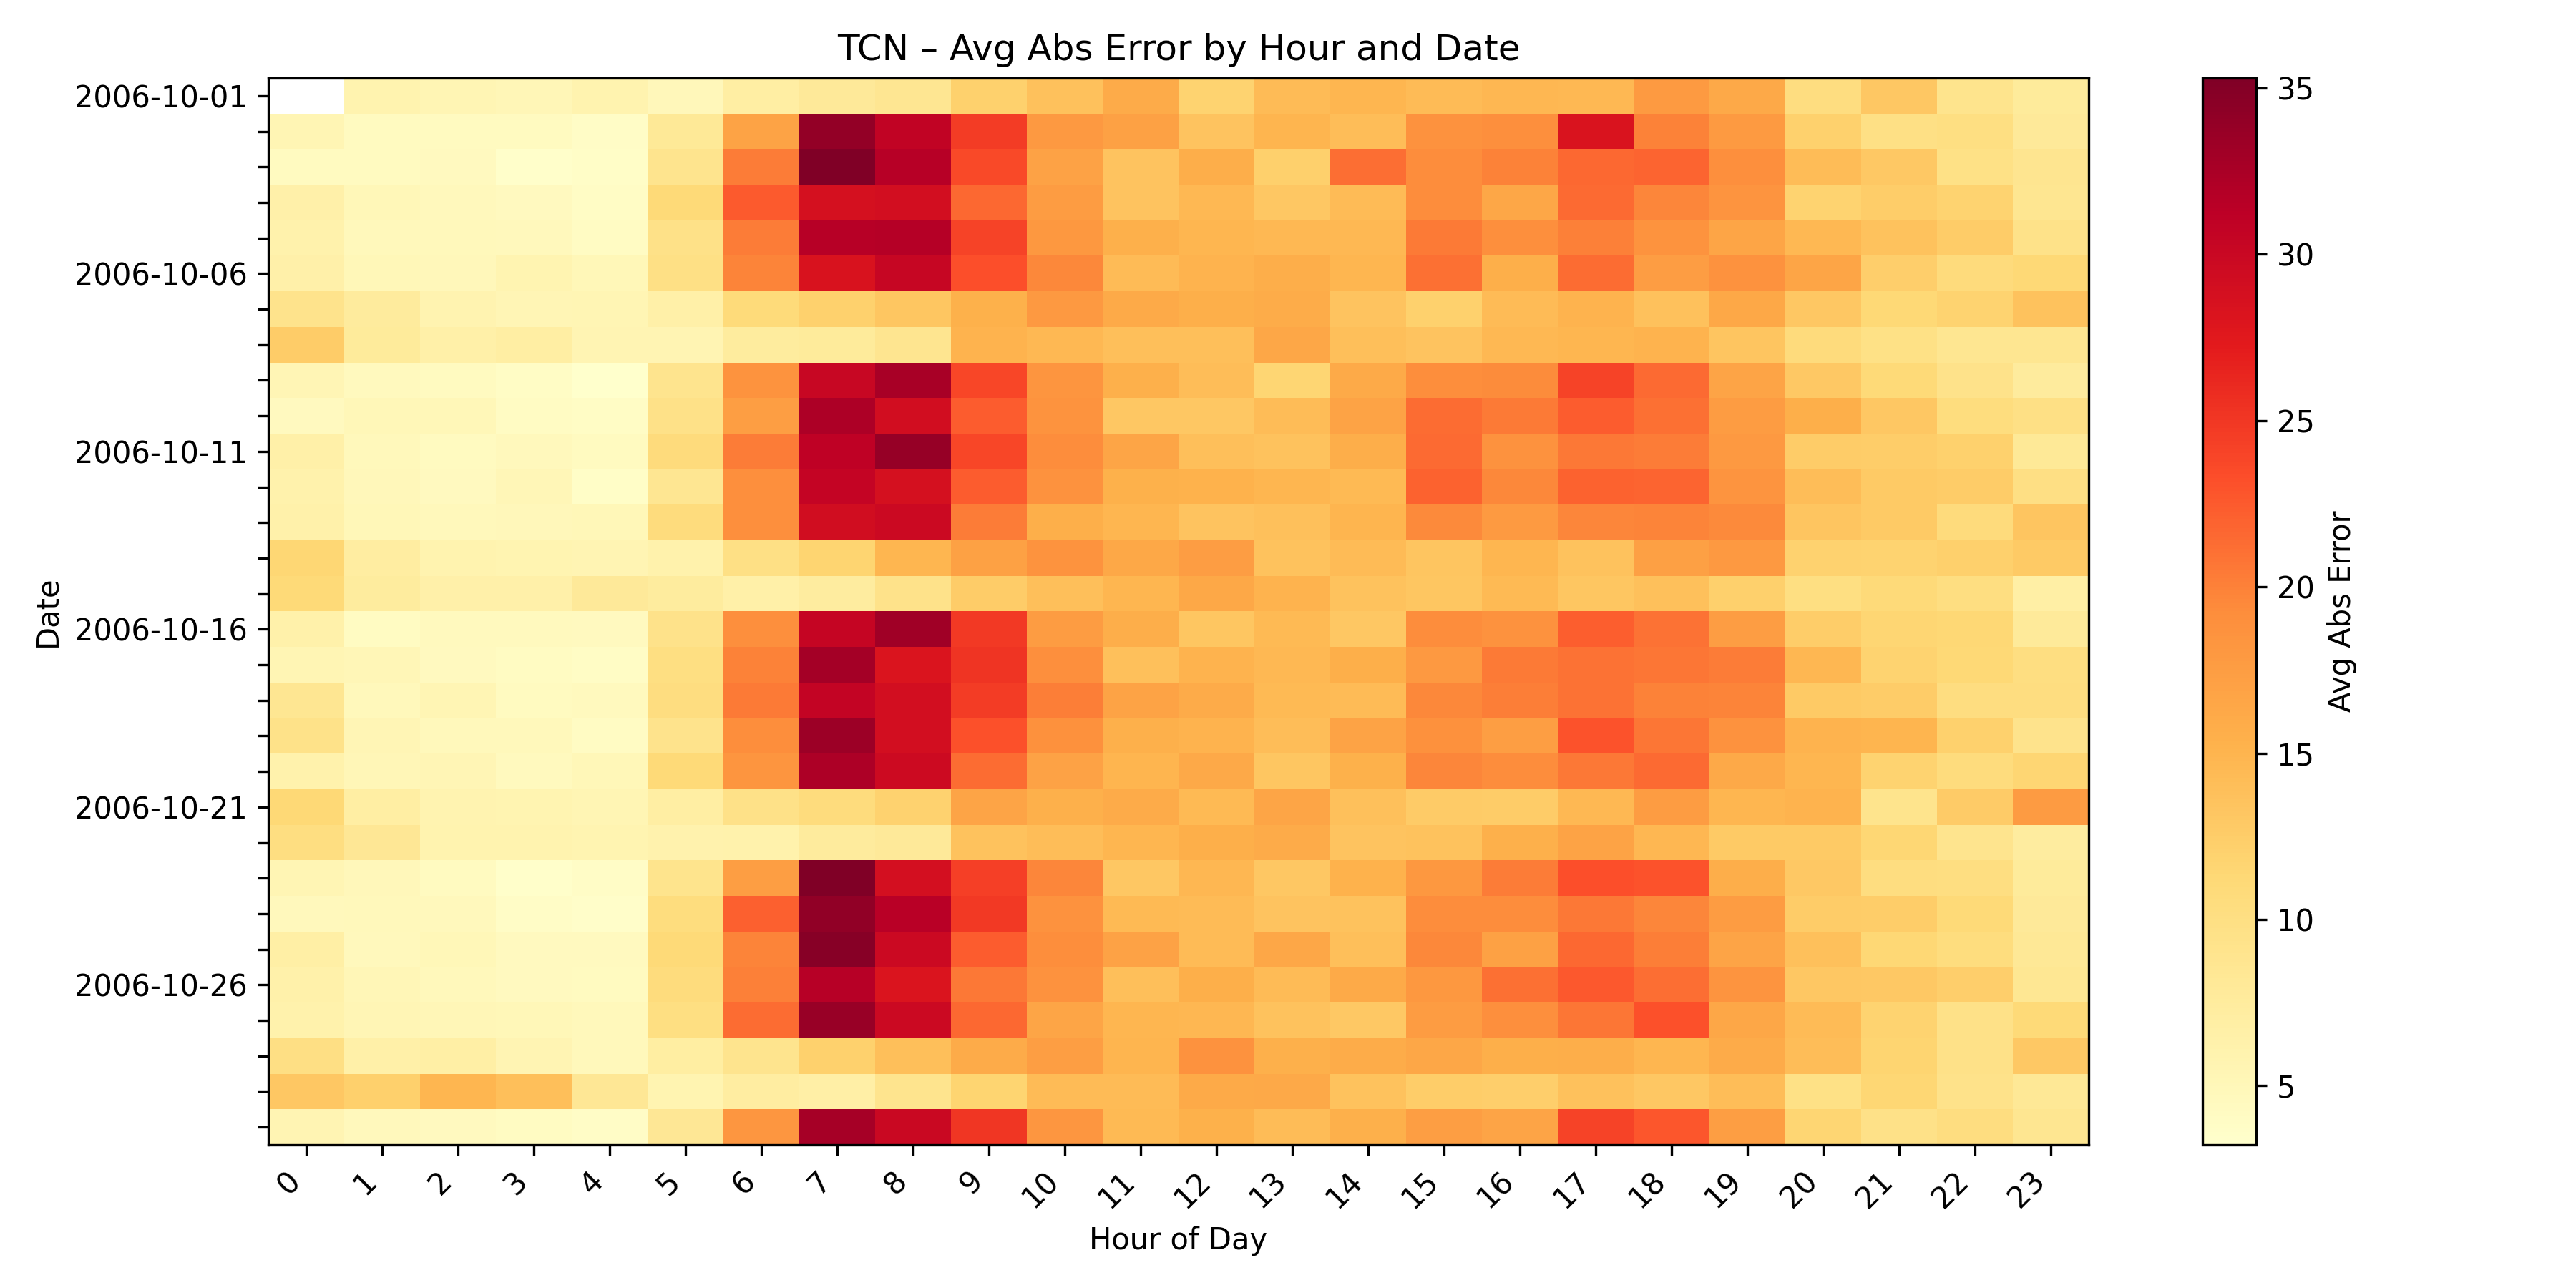 TCN – Avg Abs Error by Hour and Date
2006-10-01
2006-10-06
2006-10-11
2006-10-16
2006-10-21
2006-10-26
Date
0 1 2 3 4 5 6 7 8 9 10 11 12 13 14 15 16 17 18 19 20 21 22 23
Hour of Day
35
30
25
20
15
10
5
Avg Abs Error